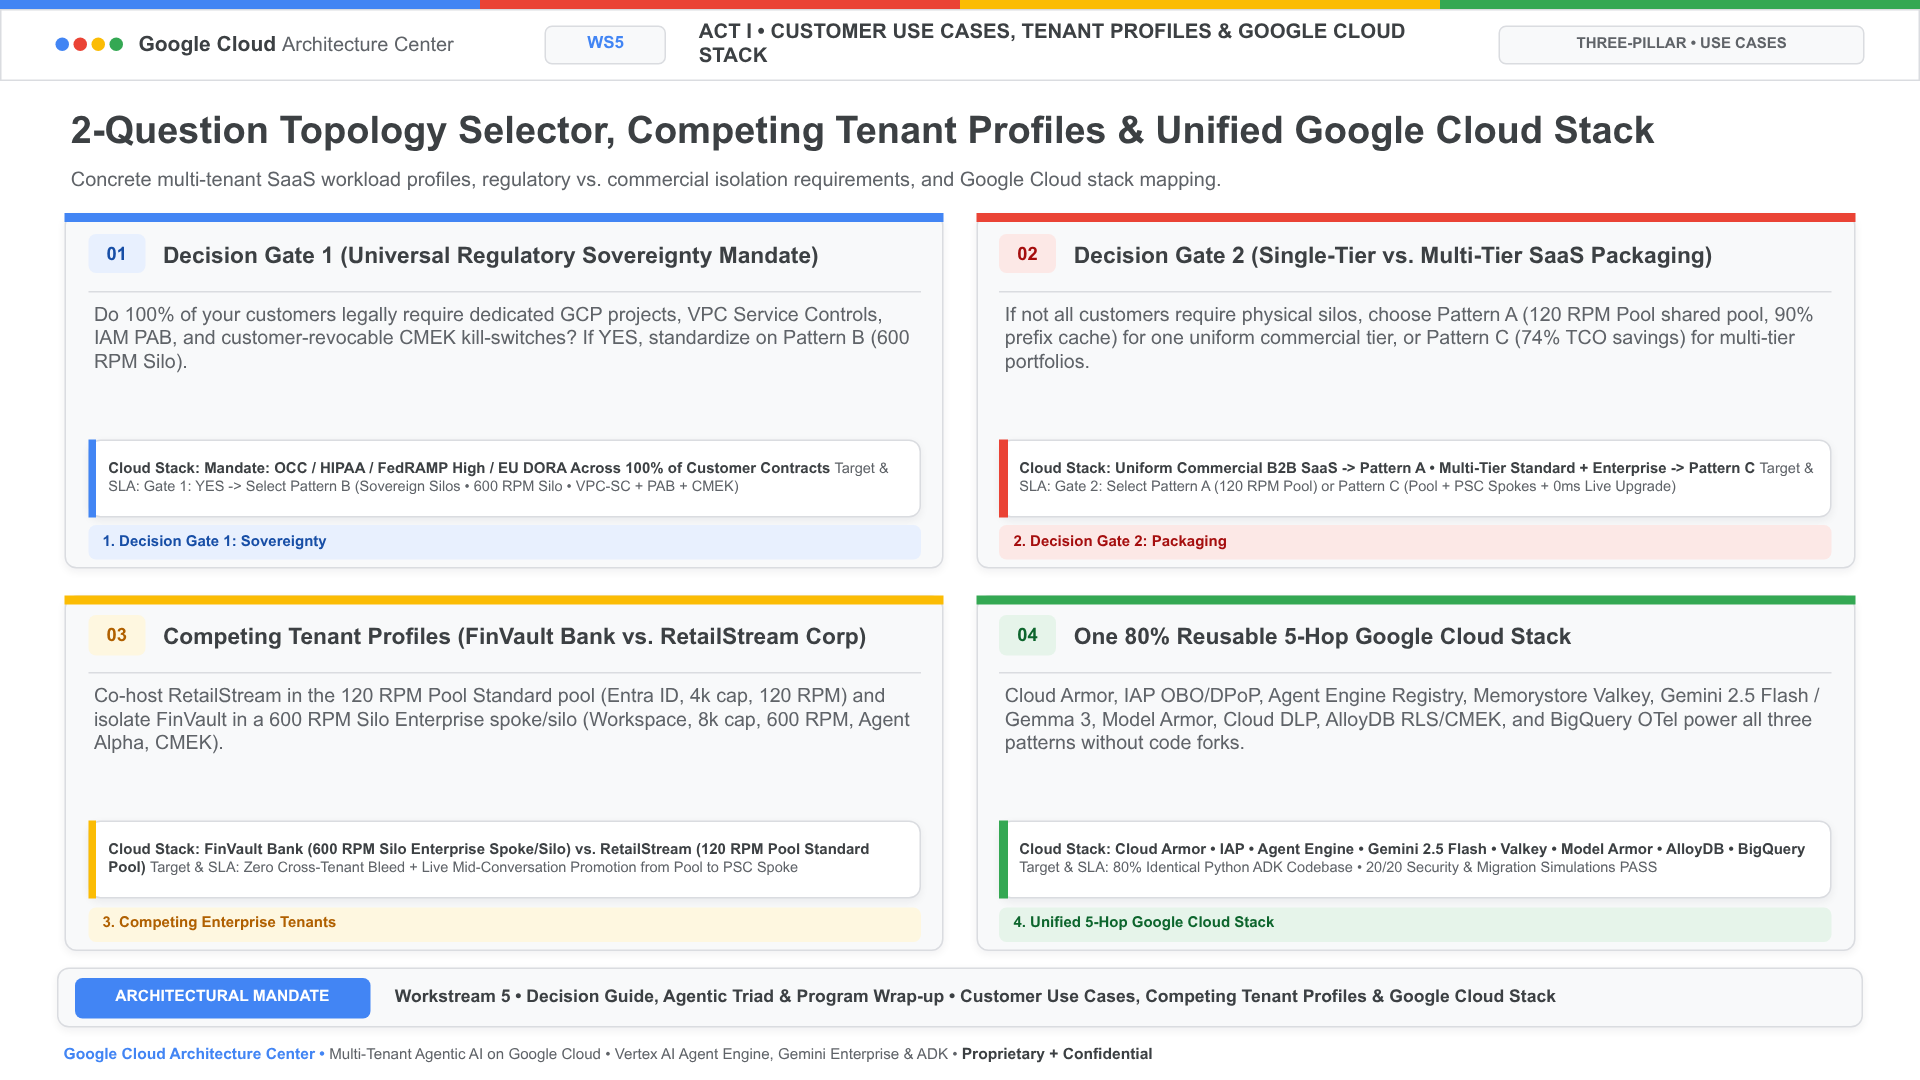 Google Cloud Architecture Center
WS5
ACT I • CUSTOMER USE CASES, TENANT PROFILES & GOOGLE CLOUD
STACK
THREE-PILLAR • USE CASES
2-Question Topology Selector, Competing Tenant Profiles & Unified Google Cloud Stack
Concrete multi-tenant SaaS workload profiles, regulatory vs. commercial isolation requirements, and Google Cloud stack mapping.
01
Decision Gate 1 (Universal Regulatory Sovereignty Mandate)
Do 100% of your customers legally require dedicated GCP projects, VPC Service Controls,
IAM PAB, and customer-revocable CMEK kill-switches? If YES, standardize on Pattern B (600
RPM Silo).
Cloud Stack: Mandate: OCC / HIPAA / FedRAMP High / EU DORA Across 100% of Customer Contracts Target &
SLA: Gate 1: YES -> Select Pattern B (Sovereign Silos • 600 RPM Silo • VPC-SC + PAB + CMEK)
1. Decision Gate 1: Sovereignty
02
Decision Gate 2 (Single-Tier vs. Multi-Tier SaaS Packaging)
If not all customers require physical silos, choose Pattern A (120 RPM Pool shared pool, 90%
prefix cache) for one uniform commercial tier, or Pattern C (74% TCO savings) for multi-tier
portfolios.
Cloud Stack: Uniform Commercial B2B SaaS -> Pattern A • Multi-Tier Standard + Enterprise -> Pattern C Target &
SLA: Gate 2: Select Pattern A (120 RPM Pool) or Pattern C (Pool + PSC Spokes + 0ms Live Upgrade)
2. Decision Gate 2: Packaging
03
Competing Tenant Profiles (FinVault Bank vs. RetailStream Corp)
Co-host RetailStream in the 120 RPM Pool Standard pool (Entra ID, 4k cap, 120 RPM) and
isolate FinVault in a 600 RPM Silo Enterprise spoke/silo (Workspace, 8k cap, 600 RPM, Agent
Alpha, CMEK).
Cloud Stack: FinVault Bank (600 RPM Silo Enterprise Spoke/Silo) vs. RetailStream (120 RPM Pool Standard
Pool) Target & SLA: Zero Cross-Tenant Bleed + Live Mid-Conversation Promotion from Pool to PSC Spoke
3. Competing Enterprise Tenants
04
One 80% Reusable 5-Hop Google Cloud Stack
Cloud Armor, IAP OBO/DPoP, Agent Engine Registry, Memorystore Valkey, Gemini 2.5 Flash /
Gemma 3, Model Armor, Cloud DLP, AlloyDB RLS/CMEK, and BigQuery OTel power all three
patterns without code forks.
Cloud Stack: Cloud Armor • IAP • Agent Engine • Gemini 2.5 Flash • Valkey • Model Armor • AlloyDB • BigQuery
Target & SLA: 80% Identical Python ADK Codebase • 20/20 Security & Migration Simulations PASS
4. Unified 5-Hop Google Cloud Stack
ARCHITECTURAL MANDATE
Workstream 5 • Decision Guide, Agentic Triad & Program Wrap-up • Customer Use Cases, Competing Tenant Profiles & Google Cloud Stack
Google Cloud Architecture Center • Multi-Tenant Agentic AI on Google Cloud • Vertex AI Agent Engine, Gemini Enterprise & ADK • Proprietary + Confidential